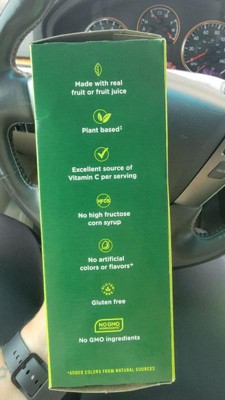 Made with real
fruit or fruit juice
Plant based‡
Excellent source of
Vitamin C per serving
HFCS
No high fructose
corn syrup
No artificial
colors or flavors*
Gluten free
NO GMO
No GMO ingredients
*ADDED COLORS FROM NATURAL SOURCES